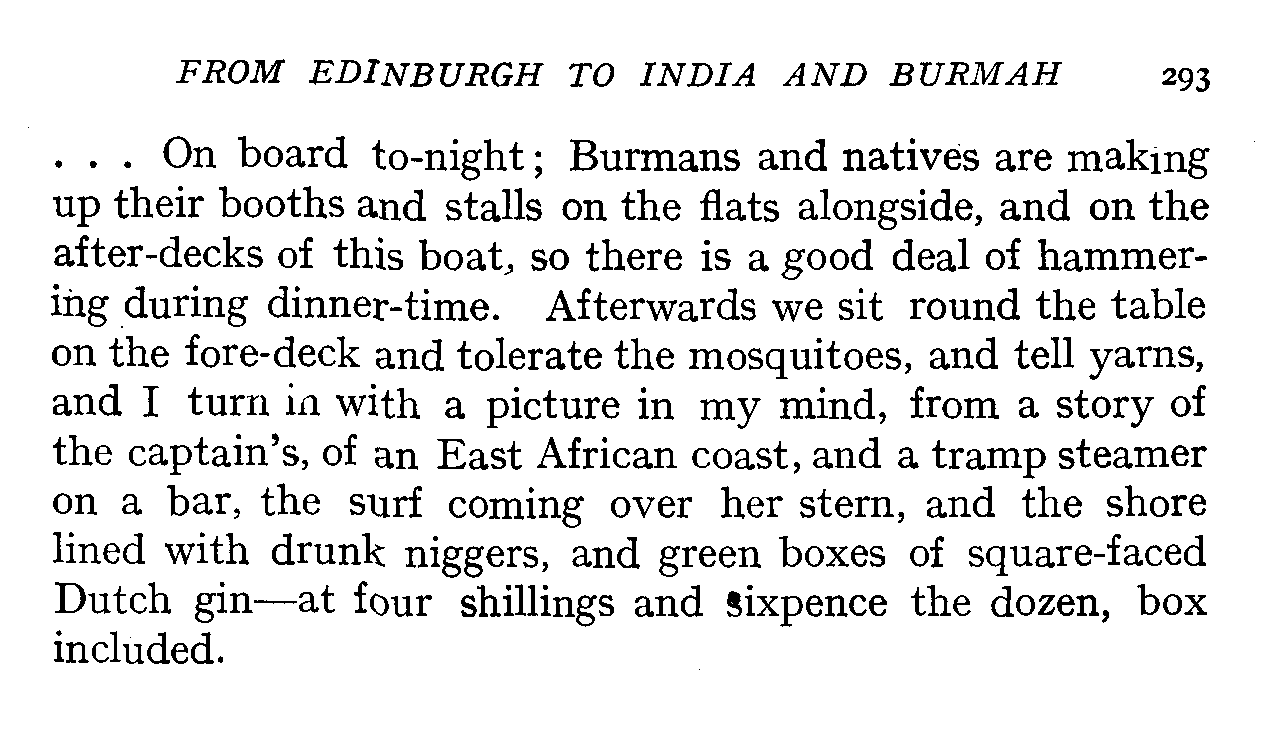 FROM EDINBURGH TO INDIA AND BURMAH 293
. . . On board to-night; Burmans and natives are making
up their booths and stalls on the flats alongside, and on the
after-decks of this boat, so there is a good deal of hammer-
ing during dinner-time. Afterwards we sit round the table
on the fore-deck and tolerate the mosquitoes, and tell yarns,
and I turn in with a picture in my mind, from a story of
the captain's, of an East African coast, and a tramp steamer
on a bar, the surf coming over her stern, and the shore
lined with drunk niggers, and green boxes of square-faced
Dutch gin—at four shillings and sixpence the dozen, box
included.